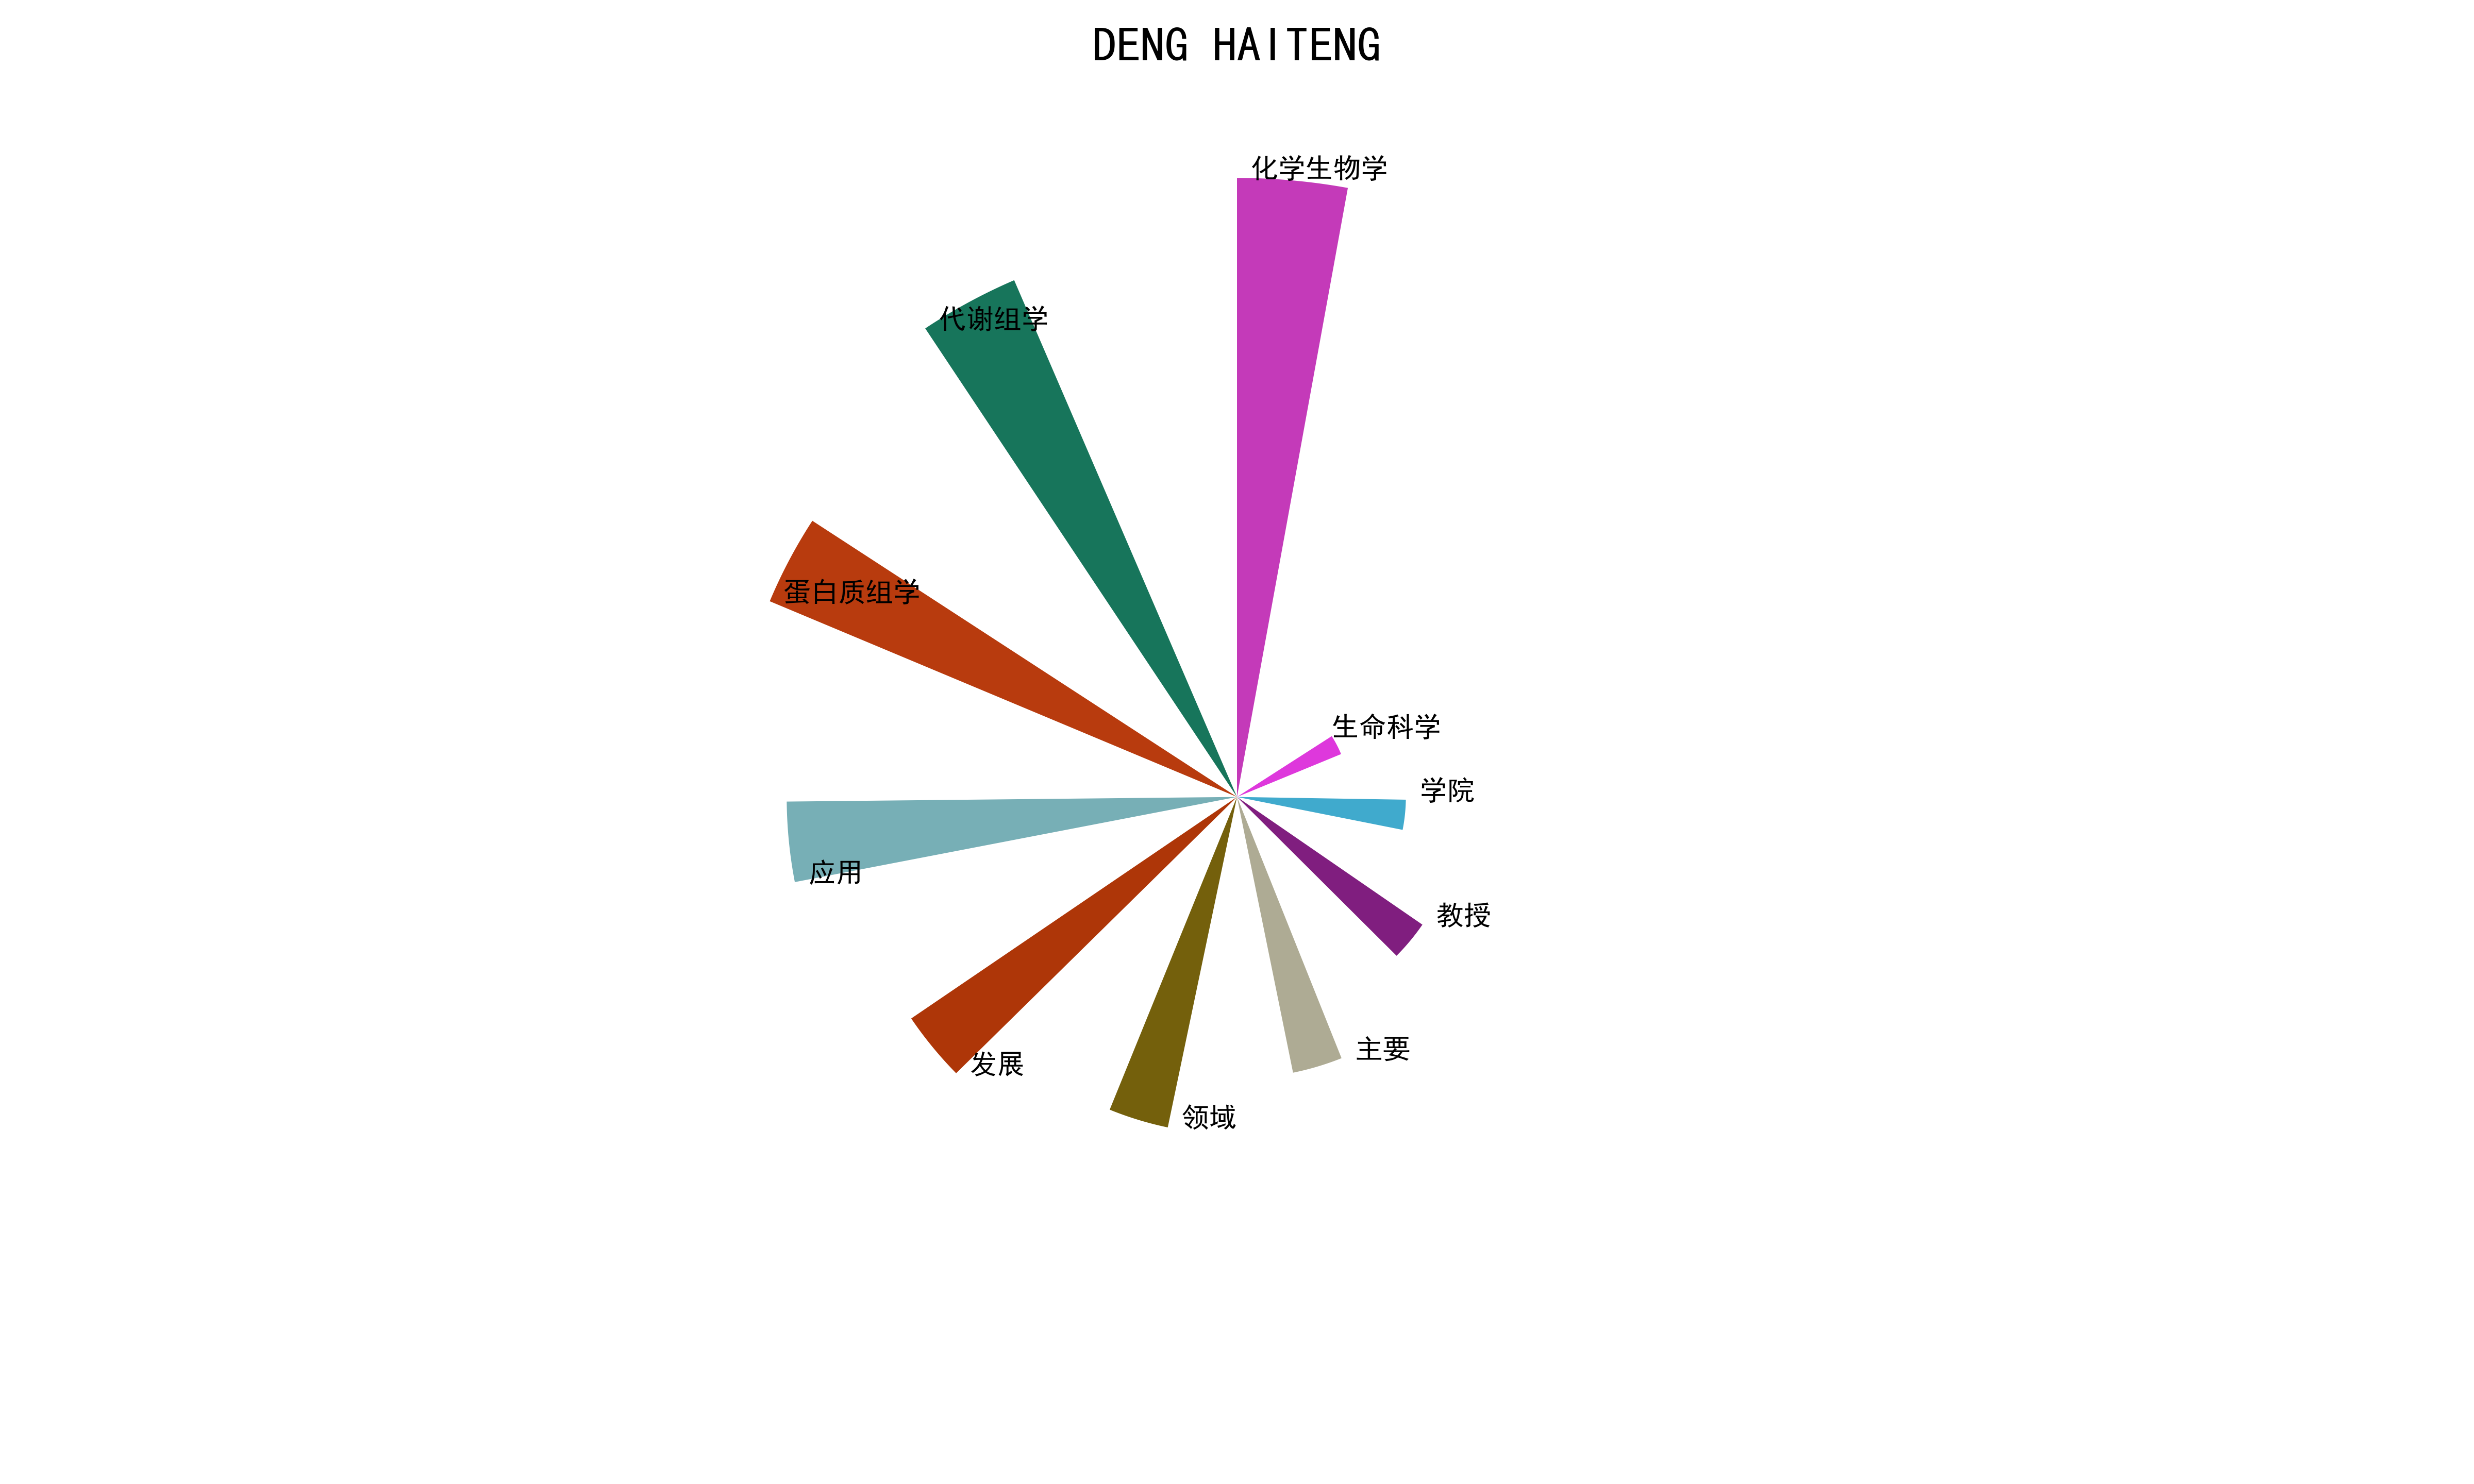 DENG HAITENG
化学生物学
代谢组学
蛋白质组学
生命科学
学院
应用
教授
主要
发展
领域